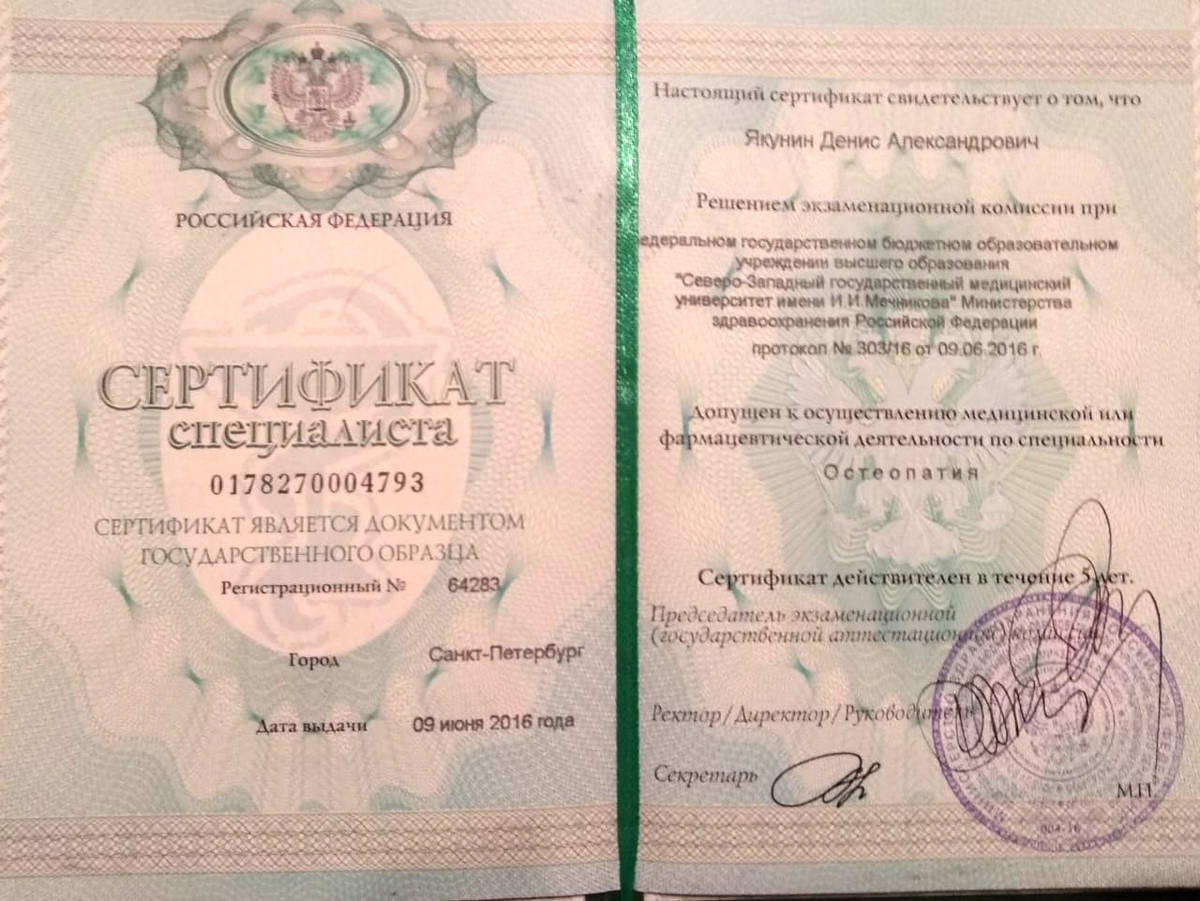 РОССИЙСКАЯ ФЕДЕРАЦИЯ
СЕРТИФИКАТ
специалиста
0178270004793
СЕРТИФИКАТ ЯВЛЯЕТСЯ ДОКУМЕНТОМ
ГОСУДАРСТВЕННОГО ОБРАЗЦА
Регистрационный № 64283
Город Санкт-Петербург
Дата выдачи 09 июня 2016 года
Настоящий сертификат свидетельствует о том, что
Якунин Денис Александрович
Решением экзаменационной комиссии при
едеральном государственном бюджетном образовательном
учреждении высшего образования
"Северо-Западный государственный медицинский
университет имени И.И.Мечникова" Министерства
здравоохранения Российской Федерации
протокол № 303/16 от 09.06.2016 г.
Допущен к осуществлению медицинской или
фармацевтической деятельности по специальности
Остеопатия
Сертификат действителен в течение 5 лет.
Председатель экзаменационной
(государственной аттестационной) комиссии
Ректор/Директор/Руководитель
Секретарь
М.П.
004-16